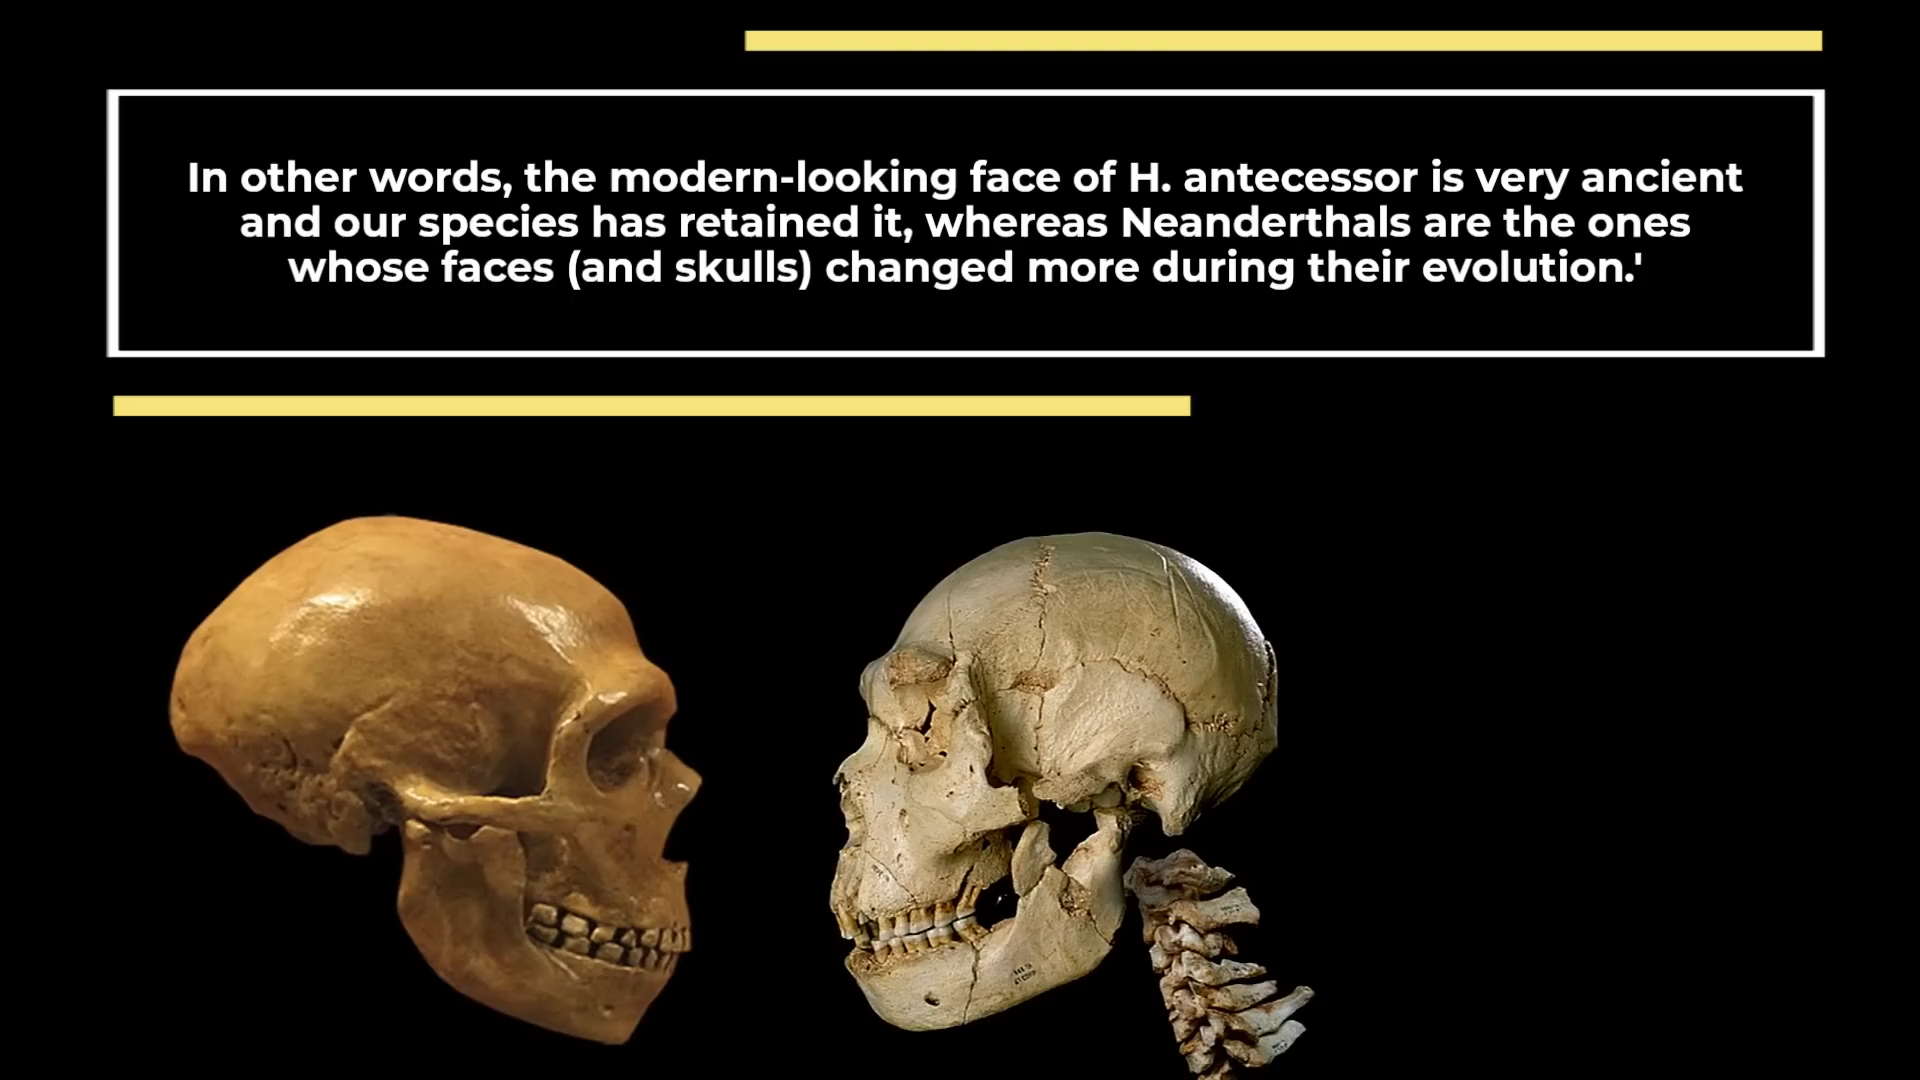 In other words, the modern-looking face of H. antecessor is very ancient
and our species has retained it, whereas Neanderthals are the ones
whose faces (and skulls) changed more during their evolution.'